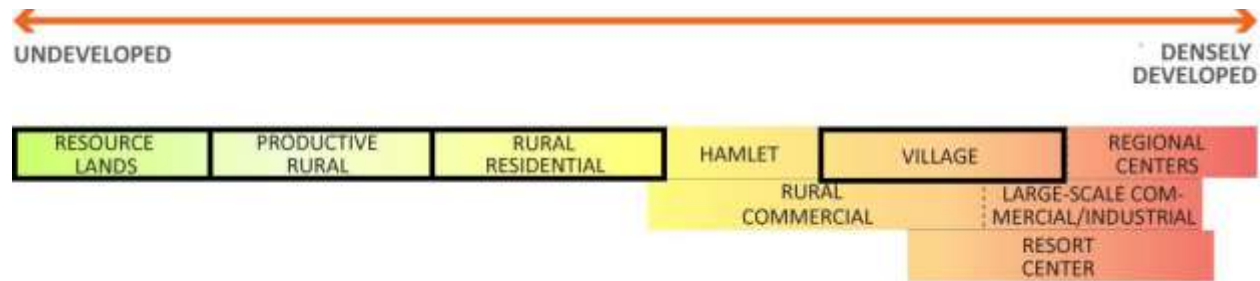 UNDEVELOPED
DENSELY
DEVELOPED
RESOURCE
LANDS
PRODUCTIVE
RURAL
RURAL
RESIDENTIAL
HAMLET
VILLAGE
REGIONAL
CENTERS
RURAL
COMMERCIAL
LARGE-SCALE COM-
MERCIAL/INDUSTRIAL
RESORT
CENTER